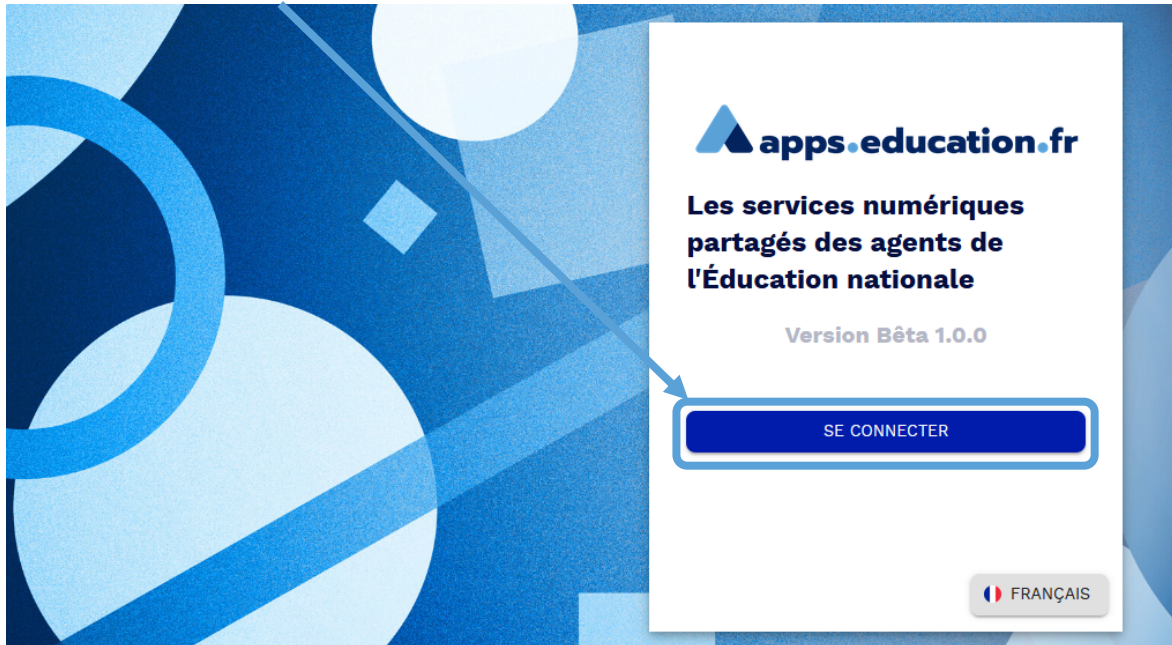 apps.education.fr
Les services numériques
partagés des agents de
l'Éducation nationale
Version Bêta 1.0.0
SE CONNECTER
FRANÇAIS